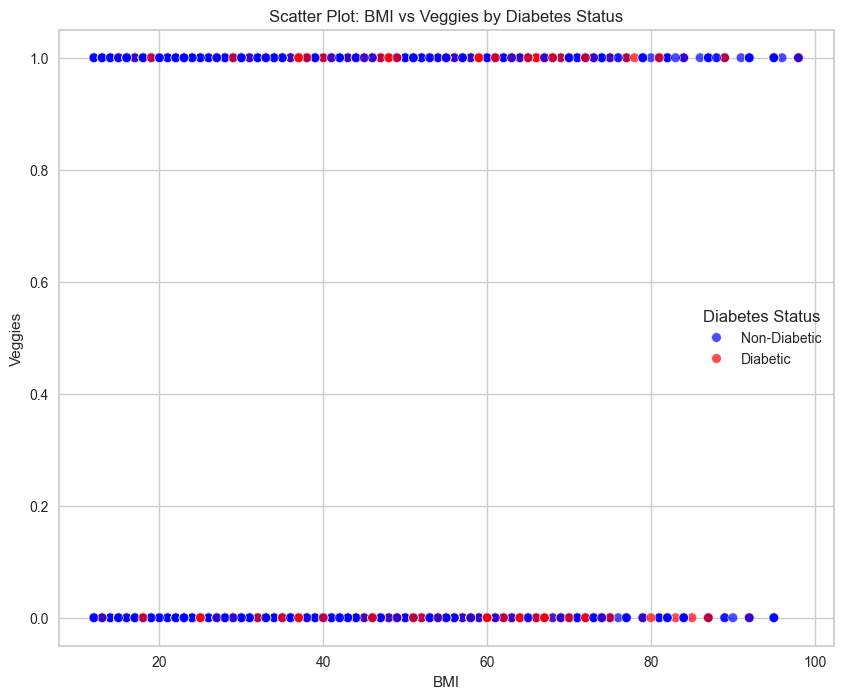 Scatter Plot: BMI vs Veggies by Diabetes Status
1.0
0.8
0.6
0.4
0.2
0.0
Veggies
Diabetes Status
Non-Diabetic
Diabetic
20 40 60 80 100
BMI